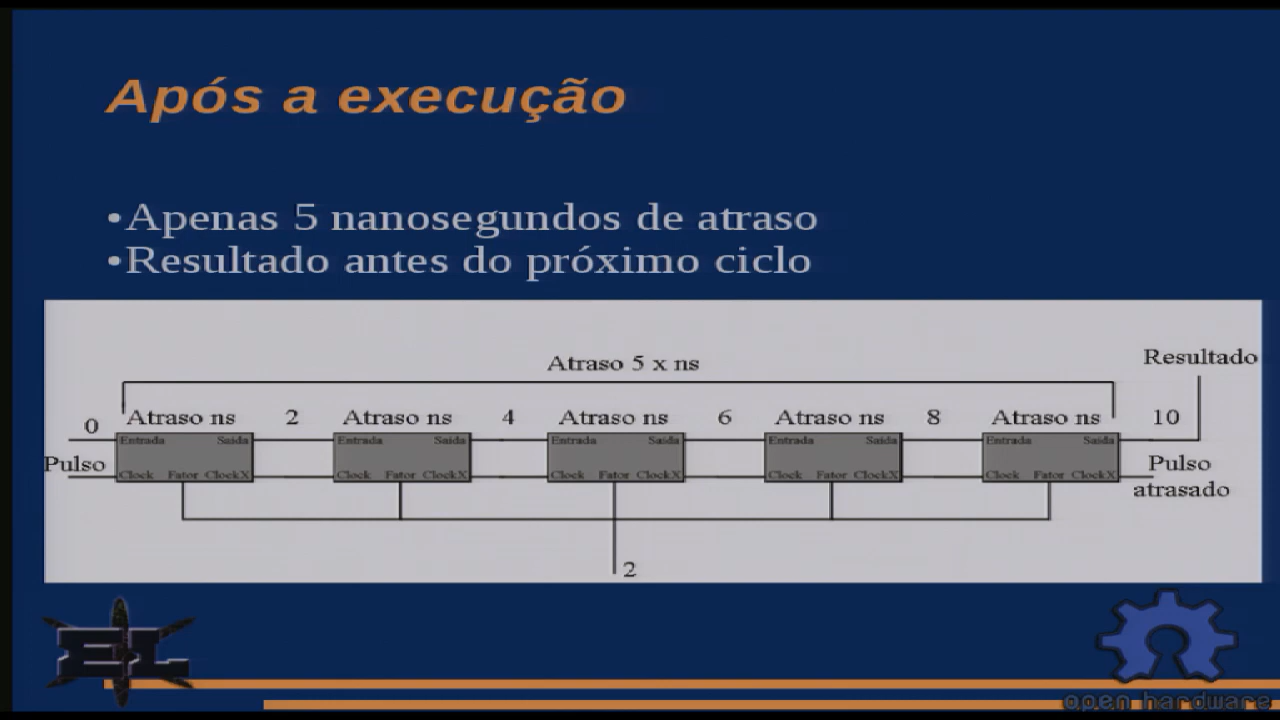 Após a execução
•Apenas 5 nanosegundos de atraso
•Resultado antes do próximo ciclo
Resultado
Atraso 5 x ns
0 Atraso ns 2 Atraso ns 4 Atraso ns 6 Atraso ns 8 Atraso ns 10
Entrada Saida Entrada Saida Entrada Saida Entrada Saida Entrada Saida
Pulso Clock Fator ClockX Clock Fator ClockX Clock Fator ClockX Clock Fator ClockX Clock Fator ClockX Pulso
atrasado
2
EL
open hardware